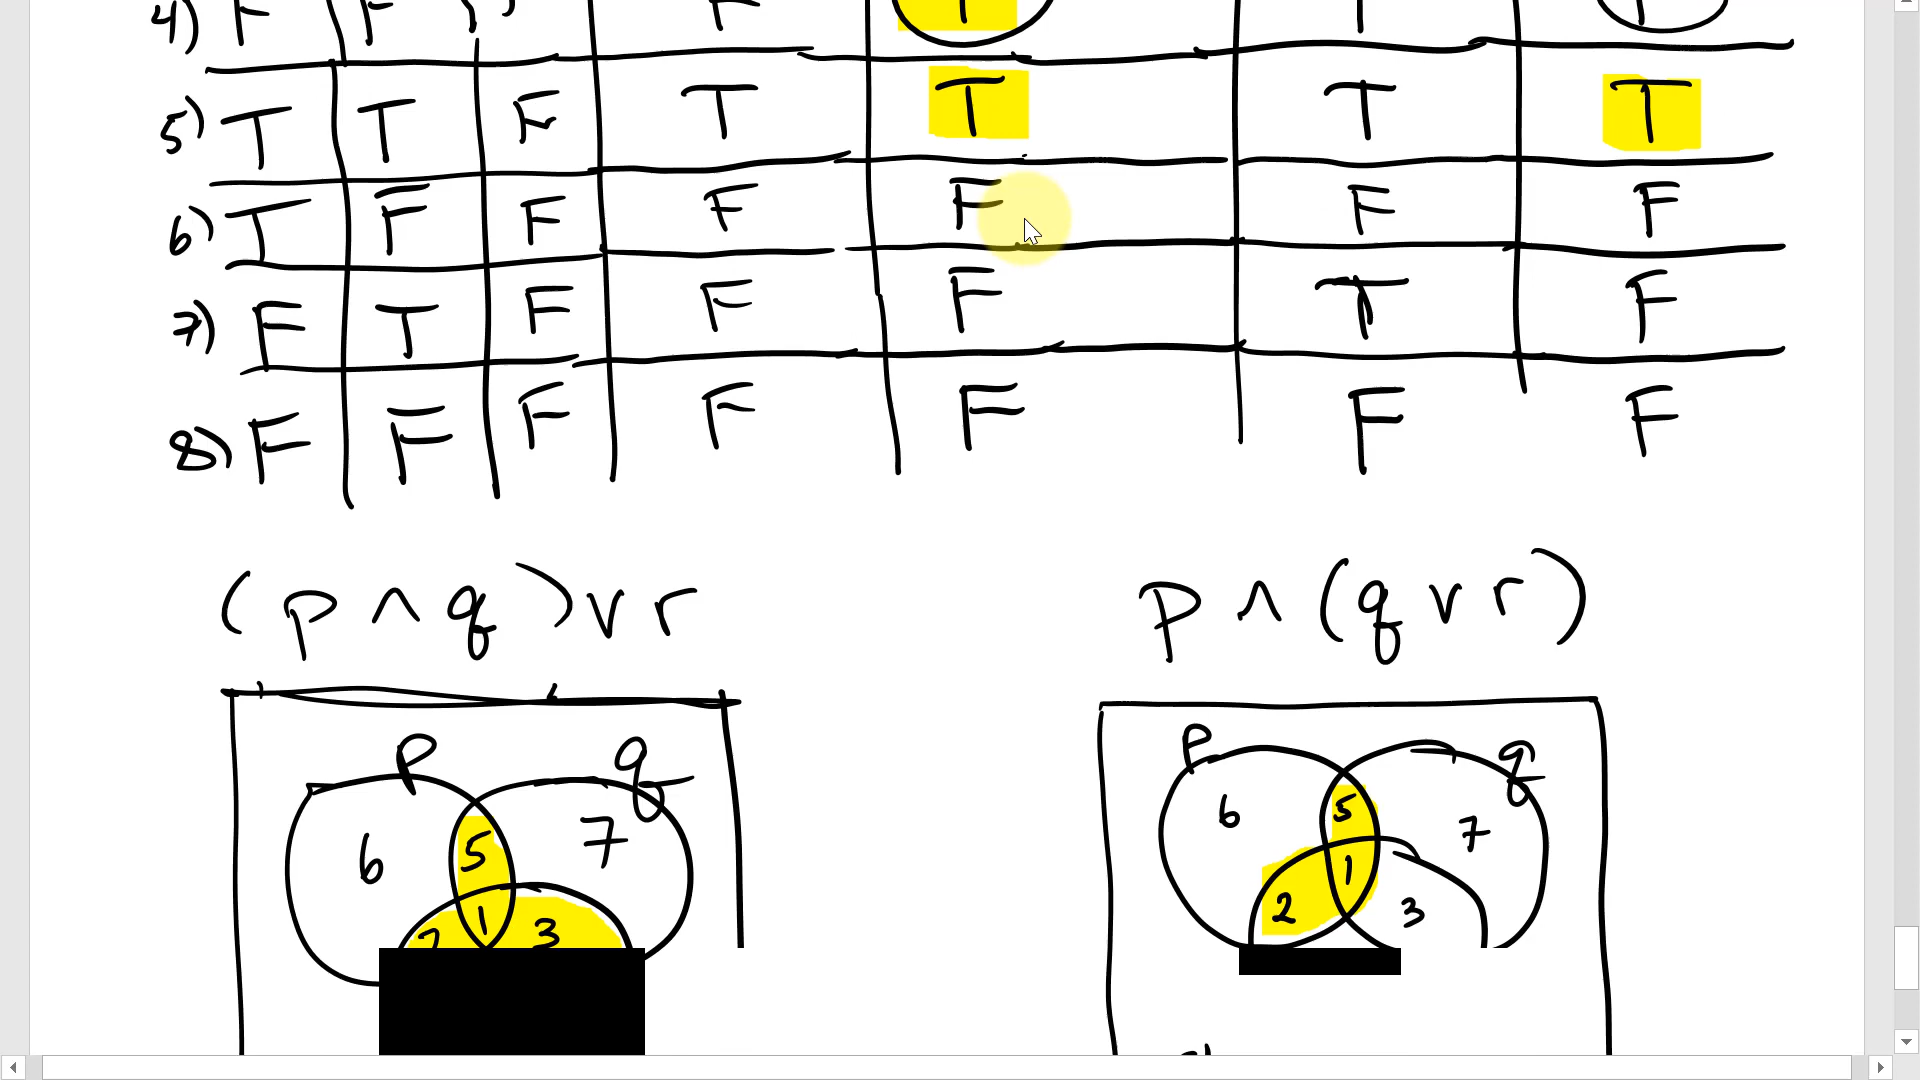 4) F F F T T
5) T T F T T T T
6) T F F F F F F
7) F T F F F T F
8) F F F F F F F
(p ∧ q) v r p ∧ (q v r)
p q p q
6 5 7 6 5 7
1 3 2 1 3